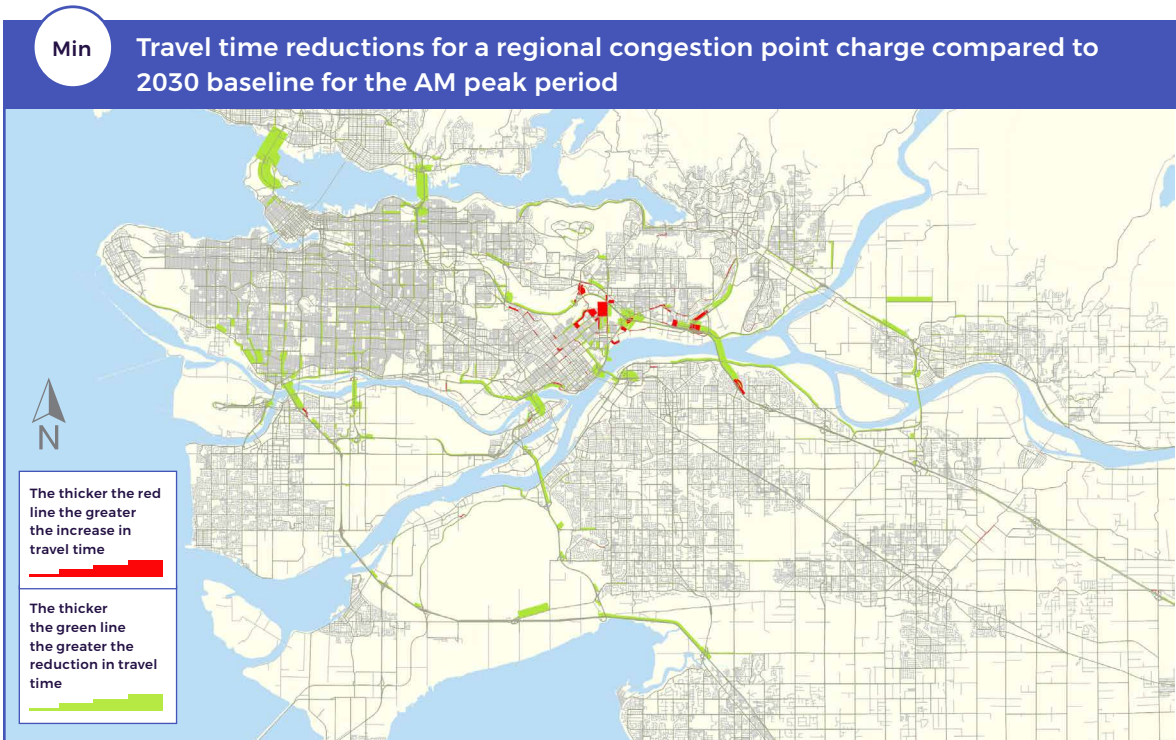 Min
Travel time reductions for a regional congestion point charge compared to
2030 baseline for the AM peak period
N
The thicker the red
line the greater
the increase in
travel time
The thicker
the green line
the greater the
reduction in travel
time